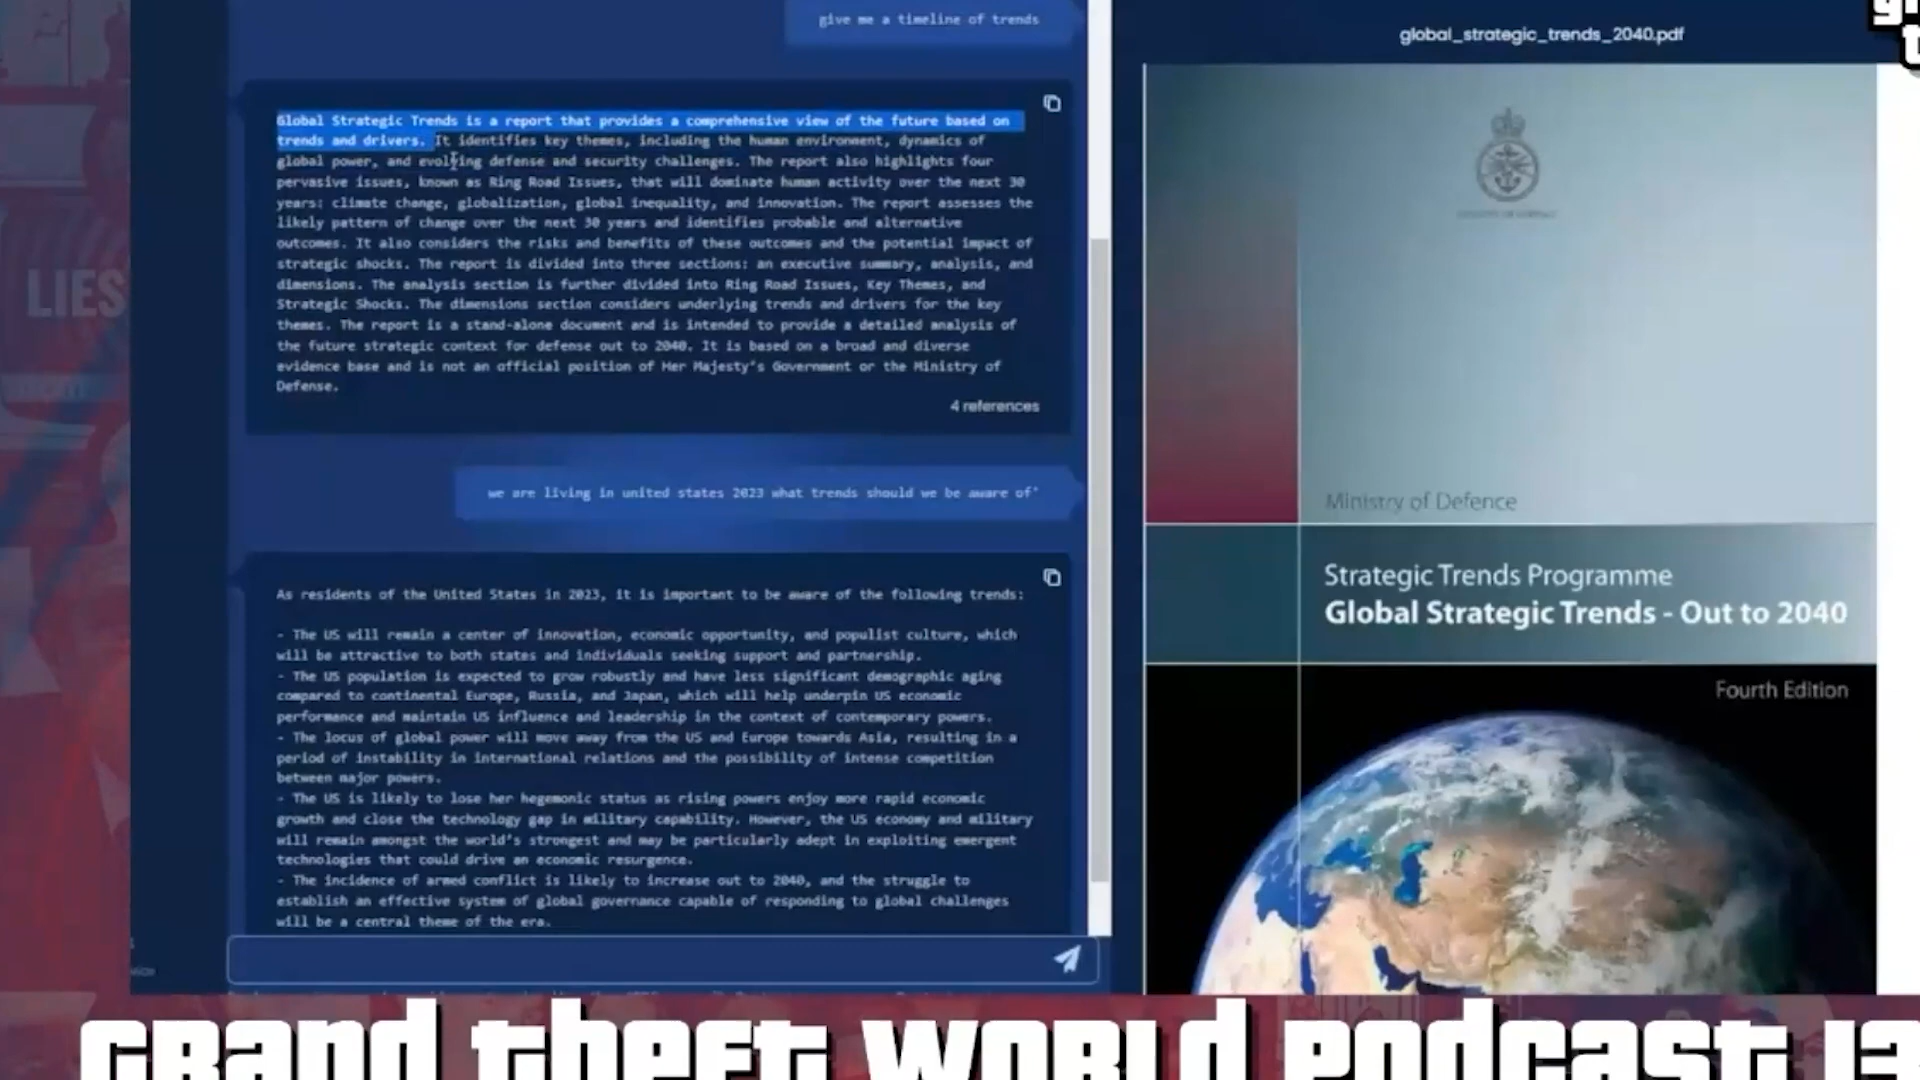 give me a timeline of trends
global_strategic_trends_2040.pdf
Global Strategic Trends is a report that provides a comprehensive view of the future based on
trends and drivers. It identifies key themes, including the human environment, dynamics of
global power, and evolving defense and security challenges. The report also highlights four
pervasive issues, known as Ring Road Issues, that will dominate human activity over the next 30
years: climate change, globalization, global inequality, and innovation. The report assesses the
likely pattern of change over the next 30 years and identifies probable and alternative
outcomes. It also considers the risks and benefits of these outcomes and the potential impact of
strategic shocks. The report is divided into three sections: an executive summary, analysis, and
dimensions. The analysis section is further divided into Ring Road Issues, Key Themes, and
Strategic Shocks. The dimensions section considers underlying trends and drivers for the key
themes. The report is a stand-alone document and is intended to provide a detailed analysis of
the future strategic context for defense out to 2040. It is based on a broad and diverse
evidence base and is not an official position of Her Majesty's Government or the Ministry of
Defense.
4 references
we are living in united states 2023 what trends should we be aware of"
As residents of the United States in 2023, it is important to be aware of the following trends:
- The US will remain a center of innovation, economic opportunity, and populist culture, which
will be attractive to both states and individuals seeking support and partnership.
- The US population is expected to grow robustly and have less significant demographic aging
compared to continental Europe, Russia, and Japan, which will help underpin US economic
performance and maintain US influence and leadership in the context of contemporary powers.
- The locus of global power will move away from the US and Europe towards Asia, resulting in a
period of instability in international relations and the possibility of intense competition
between major powers.
- The US is likely to lose her hegemonic status as rising powers enjoy more rapid economic
growth and close the technology gap in military capability. However, the US economy and military
will remain amongst the world's strongest and may be particularly adept in exploiting emergent
technologies that could drive an economic resurgence.
- The incidence of armed conflict is likely to increase out to 2040, and the struggle to
establish an effective system of global governance capable of responding to global challenges
will be a central theme of the era.
Ministry of Defence
Strategic Trends Programme
Global Strategic Trends - Out to 2040
Fourth Edition
LIES
GRAND THEFT WORLD PODCAST 13